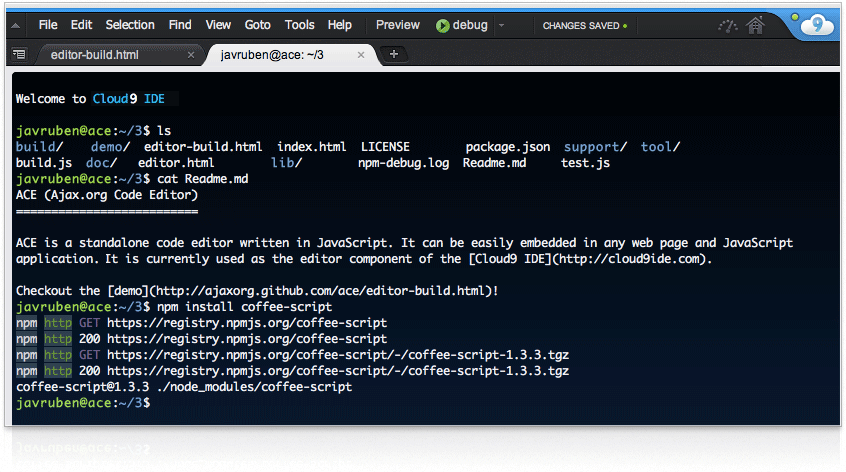 File Edit Selection Find View Goto Tools Help Preview debug CHANGES SAVED 9
editor-build.html × javruben@ace: ~/3 × +
Welcome to Cloud9 IDE
javruben@ace:~/3$ ls
build/ demo/ editor-build.html index.html LICENSE package.json support/ tool/
build.js doc/ editor.html lib/ npm-debug.log Readme.md test.js
javruben@ace:~/3$ cat Readme.md
ACE (Ajax.org Code Editor)
==========================
ACE is a standalone code editor written in JavaScript. It can be easily embedded in any web page and JavaScript
application. It is currently used as the editor component of the [Cloud9 IDE](http://cloud9ide.com).
Checkout the [demo](http://ajaxorg.github.com/ace/editor-build.html)!
javruben@ace:~/3$ npm install coffee-script
npm http GET https://registry.npmjs.org/coffee-script
npm http 200 https://registry.npmjs.org/coffee-script
npm http GET https://registry.npmjs.org/coffee-script/-/coffee-script-1.3.3.tgz
npm http 200 https://registry.npmjs.org/coffee-script/-/coffee-script-1.3.3.tgz
coffee-script@1.3.3 ./node_modules/coffee-script
javruben@ace:~/3$